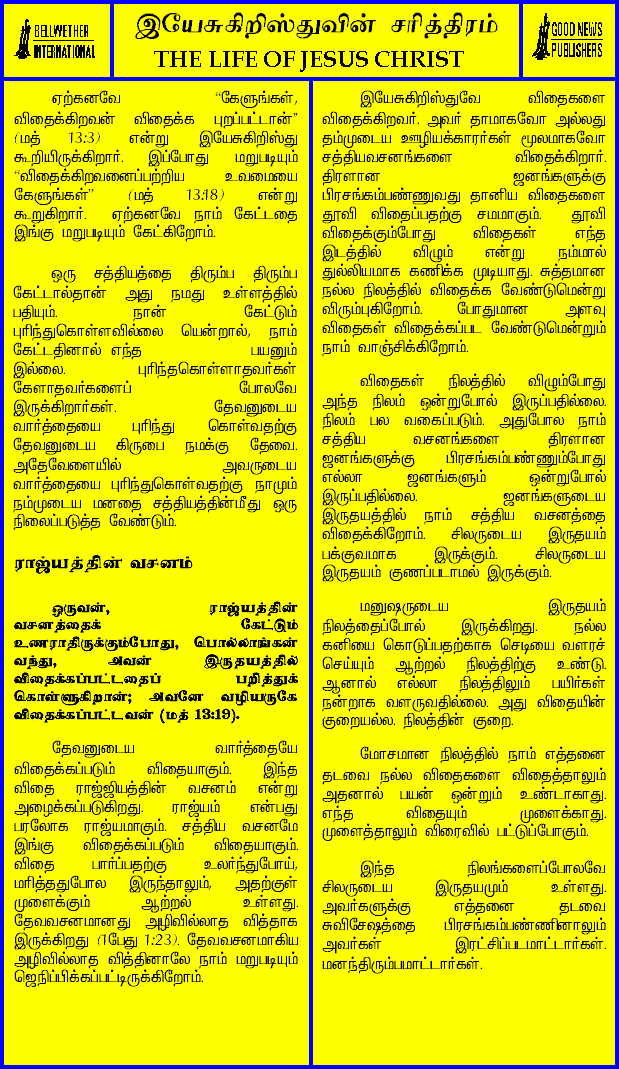 BELLWETHER
INTERNATIONAL
இயேசுகிறிஸ்துவின் சரித்திரம்
THE LIFE OF JESUS CHRIST
GOOD NEWS
PUBLISHERS
ஏற்கனவே “கேளுங்கள்,
விதைக்கிறவன் விதைக்க புறப்பட்டான்”
(மத் 13:3) என்று இயேசுகிறிஸ்து
கூறியிருக்கிறார். இப்போது மறுபடியும்
“விதைக்கிறவனைப்பற்றிய உவமையை
கேளுங்கள்” (மத் 13:18) என்று
கூறுகிறார். ஏற்கனவே நாம் கேட்டதை
இங்கு மறுபடியும் கேட்கிறோம்.
ஒரு சத்தியத்தை திரும்ப திரும்ப
கேட்டால்தான் அது நமது உள்ளத்தில்
பதியும். நான் கேட்டும்
புரிந்துகொள்ளவில்லை யென்றால், நாம்
கேட்டதினால் எந்த பயனும்
இல்லை. புரிந்தகொள்ளாதவர்கள்
கேளாதவர்களைப் போலவே
இருக்கிறார்கள். தேவனுடைய
வார்த்தையை புரிந்து கொள்வதற்கு
தேவனுடைய கிருபை நமக்கு தேவை.
அதேவேளையில் அவருடைய
வார்த்தையை புரிந்துகொள்வதற்கு நாமும்
நம்முடைய மனதை சத்தியத்தின்மீது ஒரு
நிலைப்படுத்த வேண்டும்.
ராஜ்யத்தின் வசனம்
ஒருவன், ராஜ்யத்தின்
வசனத்தைக் கேட்டும்
உணராதிருக்கும்போது, பொல்லாங்கன்
வந்து, அவன் இருதயத்தில்
விதைக்கப்பட்டதைப் பறித்துக்
கொள்ளுகிறான்; அவனே வழியருகே
விதைக்கப்பட்டவன் (மத் 13:19).
தேவனுடைய வார்த்தையே
விதைக்கப்படும் விதையாகும். இந்த
விதை ராஜ்ஜியத்தின் வசனம் என்று
அழைக்கப்படுகிறது. ராஜ்யம் என்பது
பரலோக ராஜ்யமாகும். சத்திய வசனமே
இங்கு விதைக்கப்படும் விதையாகும்.
விதை பார்ப்பதற்கு உலர்ந்துபோய்,
மரித்ததுபோல இருந்தாலும், அதற்குள்
முளைக்கும் ஆற்றல் உள்ளது.
தேவவசனமானது அழிவில்லாத வித்தாக
இருக்கிறது (1பேது 1:23). தேவவசனமாகிய
அழிவில்லாத வித்தினாலே நாம் மறுபடியும்
ஜெநிப்பிக்கப்பட்டிருக்கிறோம்.
இயேசுகிறிஸ்துவே விதைகளை
விதைக்கிறவர். அவர் தாமாகவோ அல்லது
தம்முடைய ஊழியக்காரர்கள் மூலமாகவோ
சத்தியவசனங்களை விதைக்கிறார்.
திரளான ஜனங்களுக்கு
பிரசங்கம்பண்ணுவது தானிய விதைகளை
தூவி விதைப்பதற்கு சமமாகும். தூவி
விதைக்கும்போது விதைகள் எந்த
இடத்தில் விழும் என்று நம்மால்
துல்லியமாக கணிக்க முடியாது. சுத்தமான
நல்ல நிலத்தில் விதைக்க வேண்டுமென்று
விரும்புகிறோம். போதுமான அளவு
விதைகள் விதைக்கப்பட வேண்டுமென்றும்
நாம் வாஞ்சிக்கிறோம்.
விதைகள் நிலத்தில் விழும்போது
அந்த நிலம் ஒன்றுபோல் இருப்பதில்லை.
நிலம் பல வகைப்படும். அதுபோல நாம்
சத்திய வசனங்களை திரளான
ஜனங்களுக்கு பிரசங்கம்பண்ணும்போது
எல்லா ஜனங்களும் ஒன்றுபோல்
இருப்பதில்லை. ஜனங்களுடைய
இருதயத்தில் நாம் சத்திய வசனத்தை
விதைக்கிறோம். சிலருடைய இருதயம்
பக்குவமாக இருக்கும். சிலருடைய
இருதயம் குணப்படாமல் இருக்கும்.
மனுஷருடைய இருதயம்
நிலத்தைப்போல் இருக்கிறது. நல்ல
கனியை கொடுப்பதற்காக செடியை வளரச்
செய்யும் ஆற்றல் நிலத்திற்கு உண்டு.
ஆனால் எல்லா நிலத்திலும் பயிர்கள்
நன்றாக வளருவதில்லை. அது விதையின்
குறையல்ல. நிலத்தின் குறை.
மோசமான நிலத்தில் நாம் எத்தனை
தடவை நல்ல விதைகளை விதைத்தாலும்
அதனால் பயன் ஒன்றும் உண்டாகாது.
எந்த விதையும் முளைக்காது.
முளைத்தாலும் விரைவில் பட்டுப்போகும்.
இந்த நிலங்களைப்போலவே
சிலருடைய இருதயமும் உள்ளது.
அவர்களுக்கு எத்தனை தடவை
சுவிசேஷத்தை பிரசங்கம்பண்ணினாலும்
அவர்கள் இரட்சிப்படமாட்டார்கள்.
மனந்திரும்பமாட்டார்கள்.